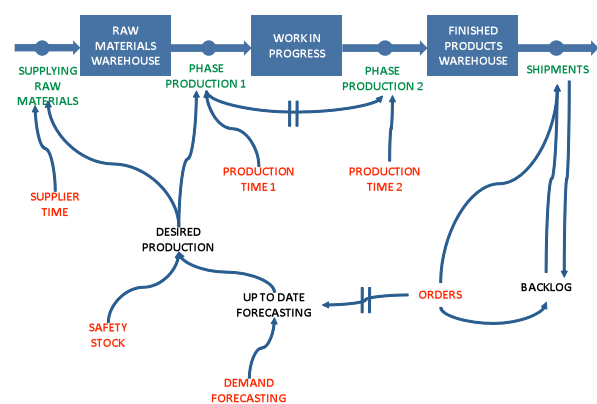 RAW
MATERIALS
WAREHOUSE
WORK IN
PROGRESS
FINISHED
PRODUCTS
WAREHOUSE
SUPPLYING
RAW
MATERIALS
PHASE
PRODUCTION 1
PHASE
PRODUCTION 2
SHIPMENTS
SUPPLIER
TIME
PRODUCTION
TIME 1
PRODUCTION
TIME 2
DESIRED
PRODUCTION
UP TO DATE
FORECASTING
ORDERS
BACKLOG
SAFETY
STOCK
DEMAND
FORECASTING